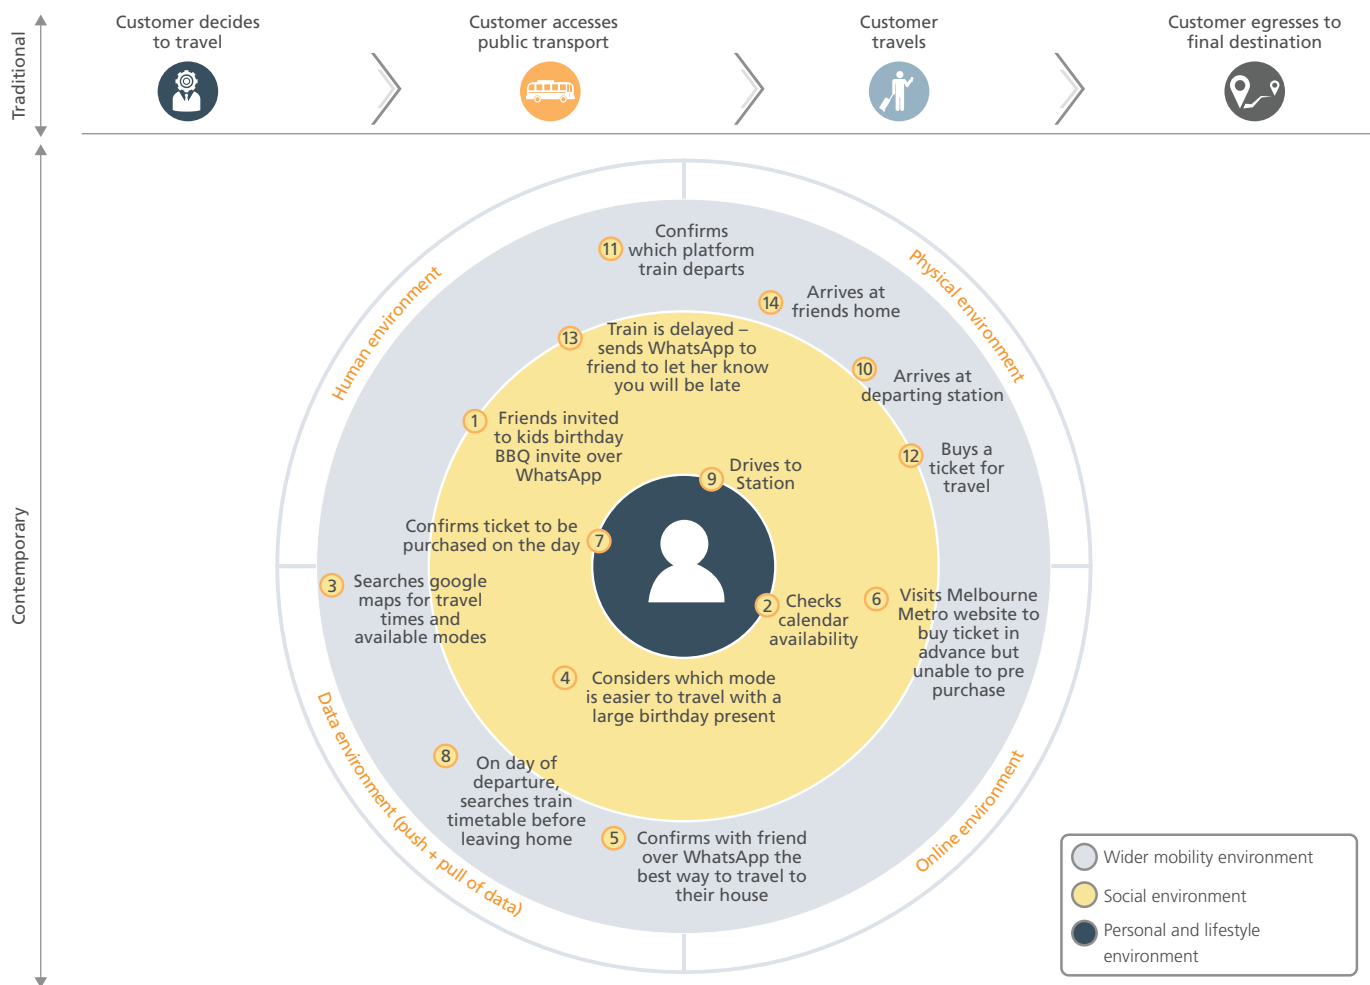 Traditional
Customer decides
to travel
Customer accesses
public transport
Customer
travels
Customer egresses to
final destination
Contemporary
Human environment
Physical environment
Data environment (push + pull of data)
Online environment
11
Confirms
which platform
train departs
14
Arrives at
friends home
13
Train is delayed –
sends WhatsApp to
friend to let her know
you will be late
10
Arrives at
departing station
1
Friends invited
to kids birthday
BBQ invite over
WhatsApp
12
Buys a
ticket for
travel
9
Drives to
Station
7
Confirms ticket to be
purchased on the day
3
Searches google
maps for travel
times and
available modes
2
Checks
calendar
availability
6
Visits Melbourne
Metro website to
buy ticket in
advance but
unable to pre
purchase
4
Considers which mode
is easier to travel with a
large birthday present
8
On day of
departure,
searches train
timetable before
leaving home
5
Confirms with friend
over WhatsApp the
best way to travel to
their house
Wider mobility environment
Social environment
Personal and lifestyle
environment